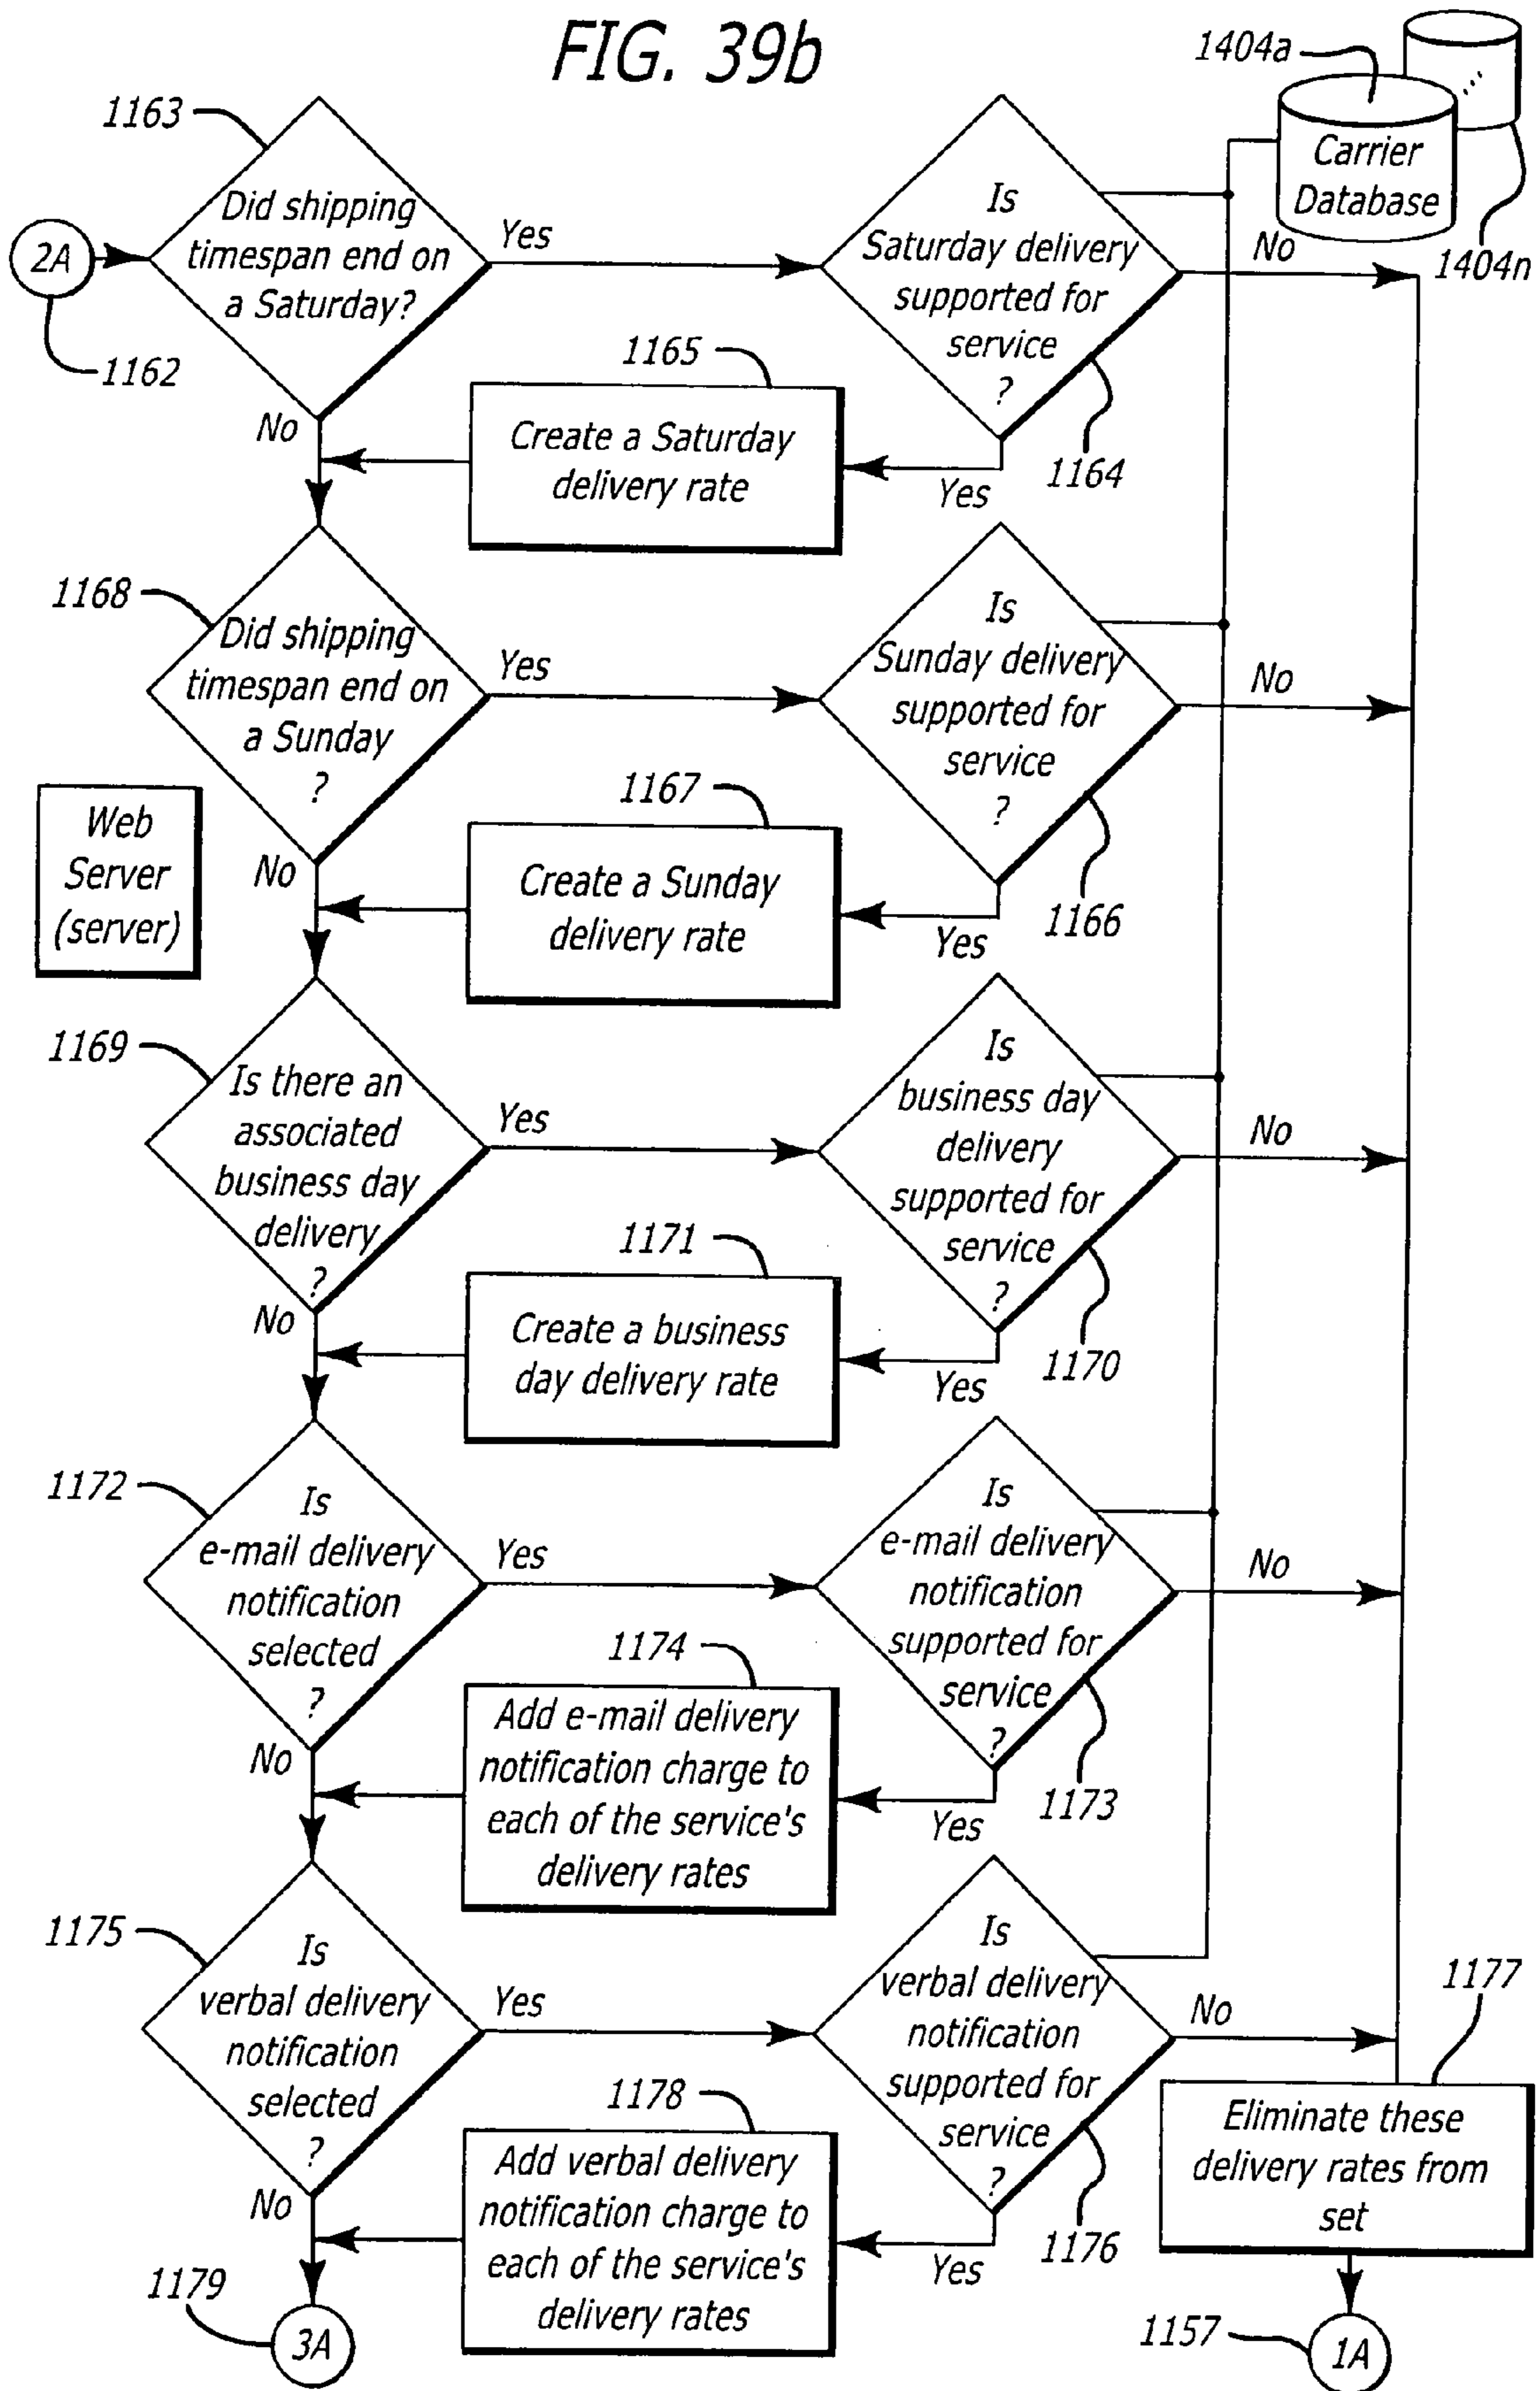 FIG. 39b
1404a
Carrier
Database
1404n
1163
Did shipping
timespan end on
a Saturday?
2A
1162
Yes
No
Is
Saturday delivery
supported for
service
?
1164
No
Yes
1165
Create a Saturday
delivery rate
1168
Did shipping
timespan end on
a Sunday
?
Yes
No
Is
Sunday delivery
supported for
service
?
1166
No
Yes
1167
Create a Sunday
delivery rate
Web
Server
(server)
1169
Is there an
associated
business day
delivery
?
Yes
No
Is
business day
delivery
supported for
service
?
1170
No
Yes
1171
Create a business
day delivery rate
1172
Is
e-mail delivery
notification
selected
?
Yes
No
Is
e-mail delivery
notification
supported for
service
?
1173
No
Yes
1174
Add e-mail delivery
notification charge to
each of the service's
delivery rates
1175
Is
verbal delivery
notification
selected
?
Yes
No
Is
verbal delivery
notification
supported for
service
?
1176
No
Yes
1178
Add verbal delivery
notification charge to
each of the service's
delivery rates
1177
Eliminate these
delivery rates from
set
1179
3A
1157
1A